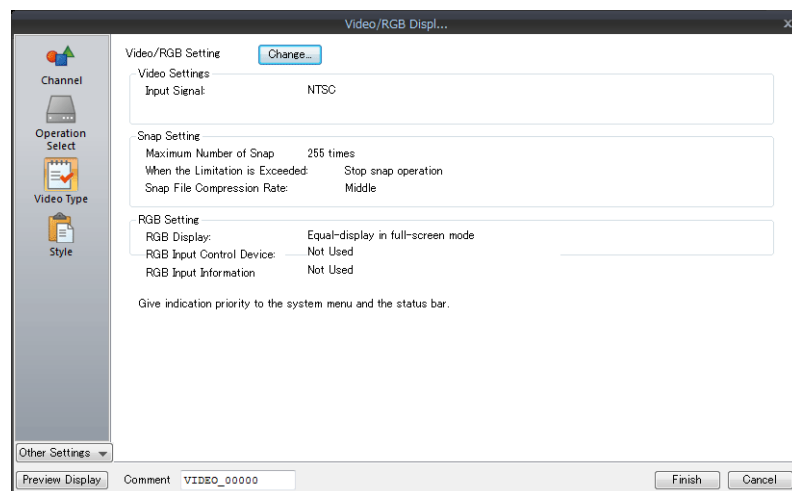 Video/RGB Displ...
x
Channel
Operation
Select
Video Type
Style
Other Settings
Video/RGB Setting Change...
Video Settings
Input Signal: NTSC
Snap Setting
Maximum Number of Snap 255 times
When the Limitation is Exceeded: Stop snap operation
Snap File Compression Rate: Middle
RGB Setting
RGB Display: Equal-display in full-screen mode
RGB Input Control Device: Not Used
RGB Input Information Not Used
Give indication priority to the system menu and the status bar.
Preview Display Comment VIDEO_00000 Finish Cancel